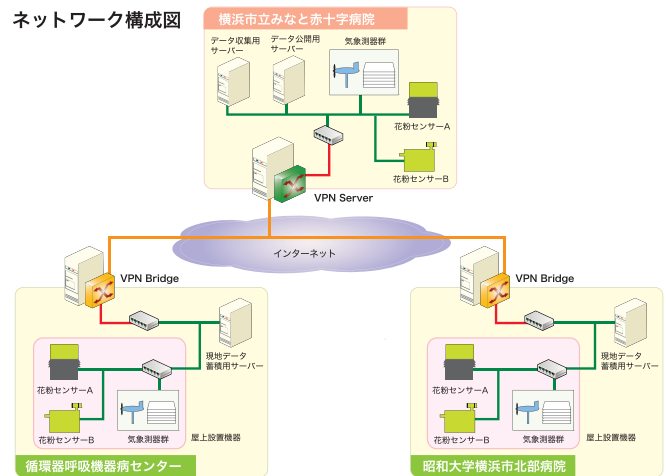 ネットワーク構成図
横浜市立みなと赤十字病院
データ収集用
サーバー
データ公開用
サーバー
気象測器群
花粉センサーA
花粉センサーB
VPN Server
インターネット
VPN Bridge
現地データ
蓄積用サーバー
花粉センサーA
花粉センサーB
気象測器群
屋上設置機器
循環器呼吸機器病センター
VPN Bridge
現地データ
蓄積用サーバー
花粉センサーA
花粉センサーB
気象測器群
屋上設置機器
昭和大学横浜市北部病院